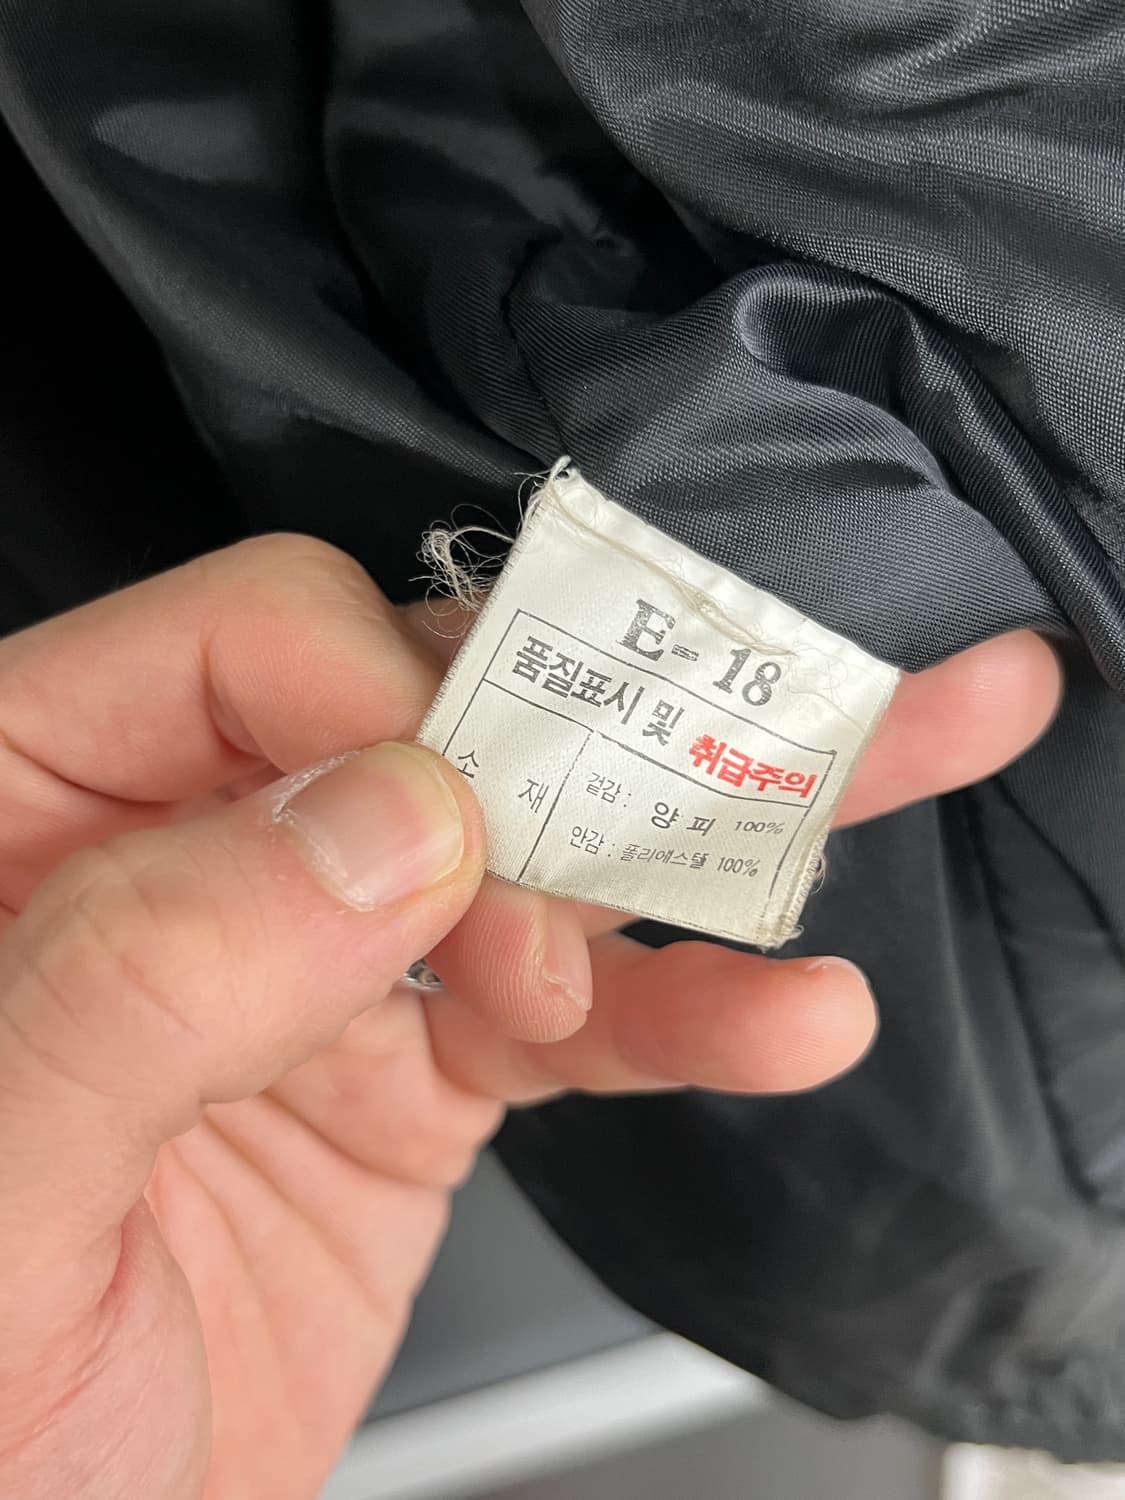 E-18
품질표시 및 취급주의
소 재
겉감 : 양 피 100%
안감 : 폴리에스텔 100%